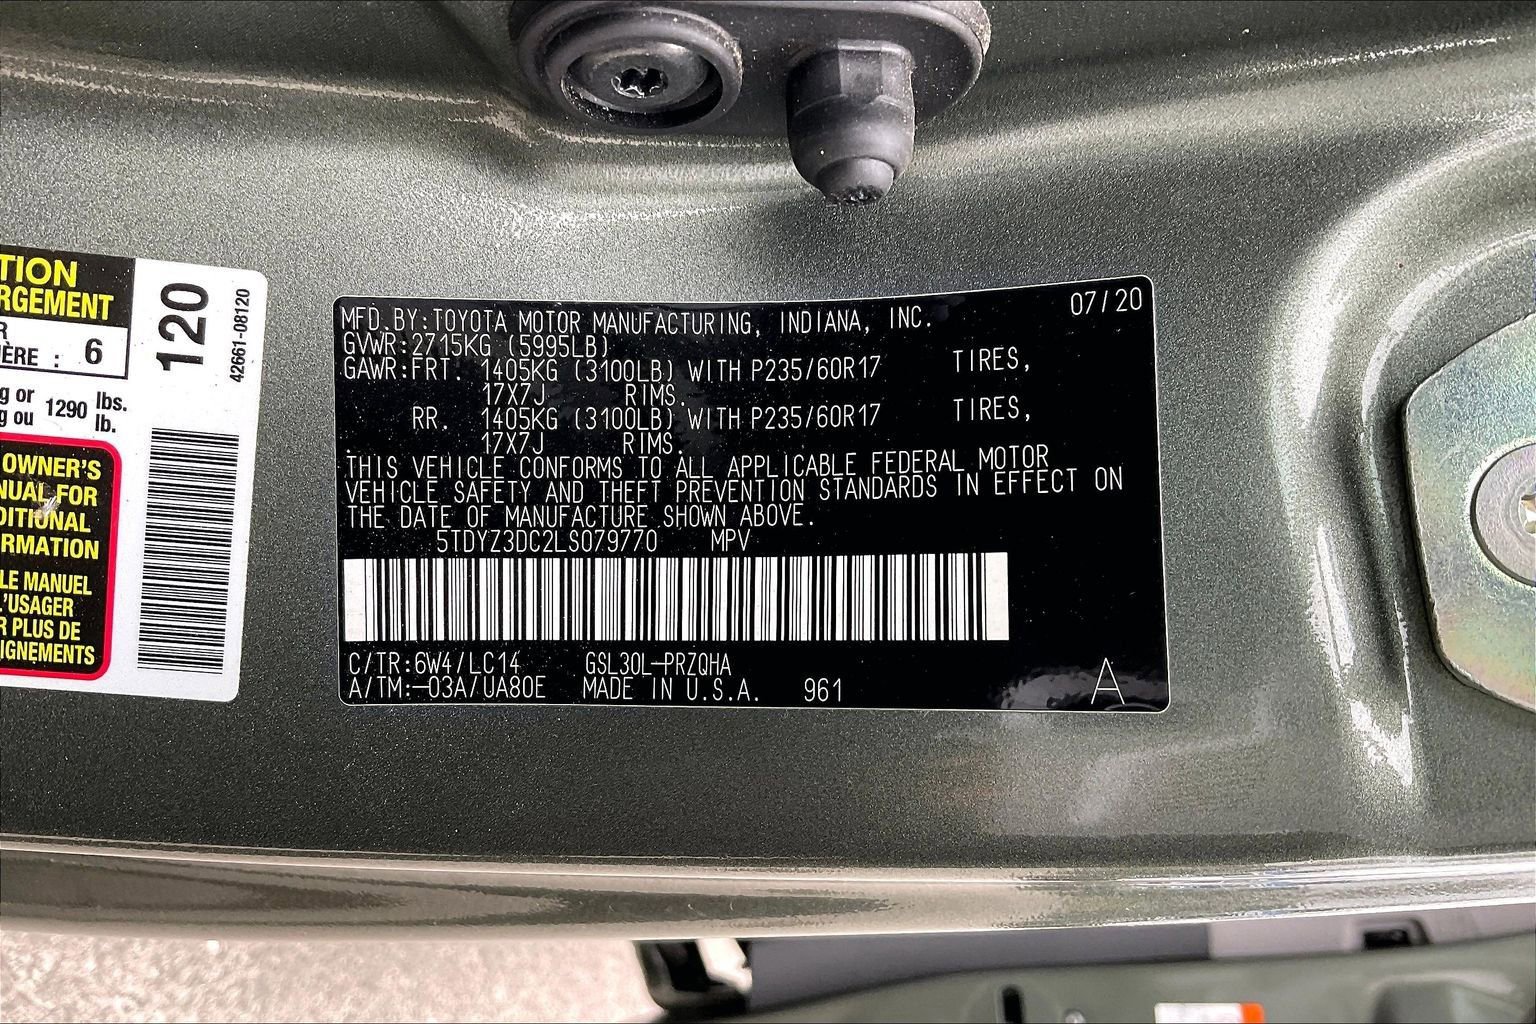 TION
RGEMENT
R
ÈRE : 6
g or 1290 lbs.
g ou lb.
OWNER'S
NUAL FOR
DITIONAL
RMATION
LE MANUEL
L'USAGER
R PLUS DE
IGNEMENTS
120
42661-08120
MFD.BY:TOYOTA MOTOR MANUFACTURING, INDIANA, INC. 07/20
GVWR:2715KG (5995LB)
GAWR:FRT. 1405KG (3100LB) WITH P235/60R17 TIRES,
17X7J RIMS.
RR. 1405KG (3100LB) WITH P235/60R17 TIRES,
17X7J RIMS.
THIS VEHICLE CONFORMS TO ALL APPLICABLE FEDERAL MOTOR
VEHICLE SAFETY AND THEFT PREVENTION STANDARDS IN EFFECT ON
THE DATE OF MANUFACTURE SHOWN ABOVE.
5TDYZ3DC2LS079770 MPV
C/TR:6W4/LC14 GSL30L-PRZQHA
A/TM:-03A/UA80E MADE IN U.S.A. 961 A